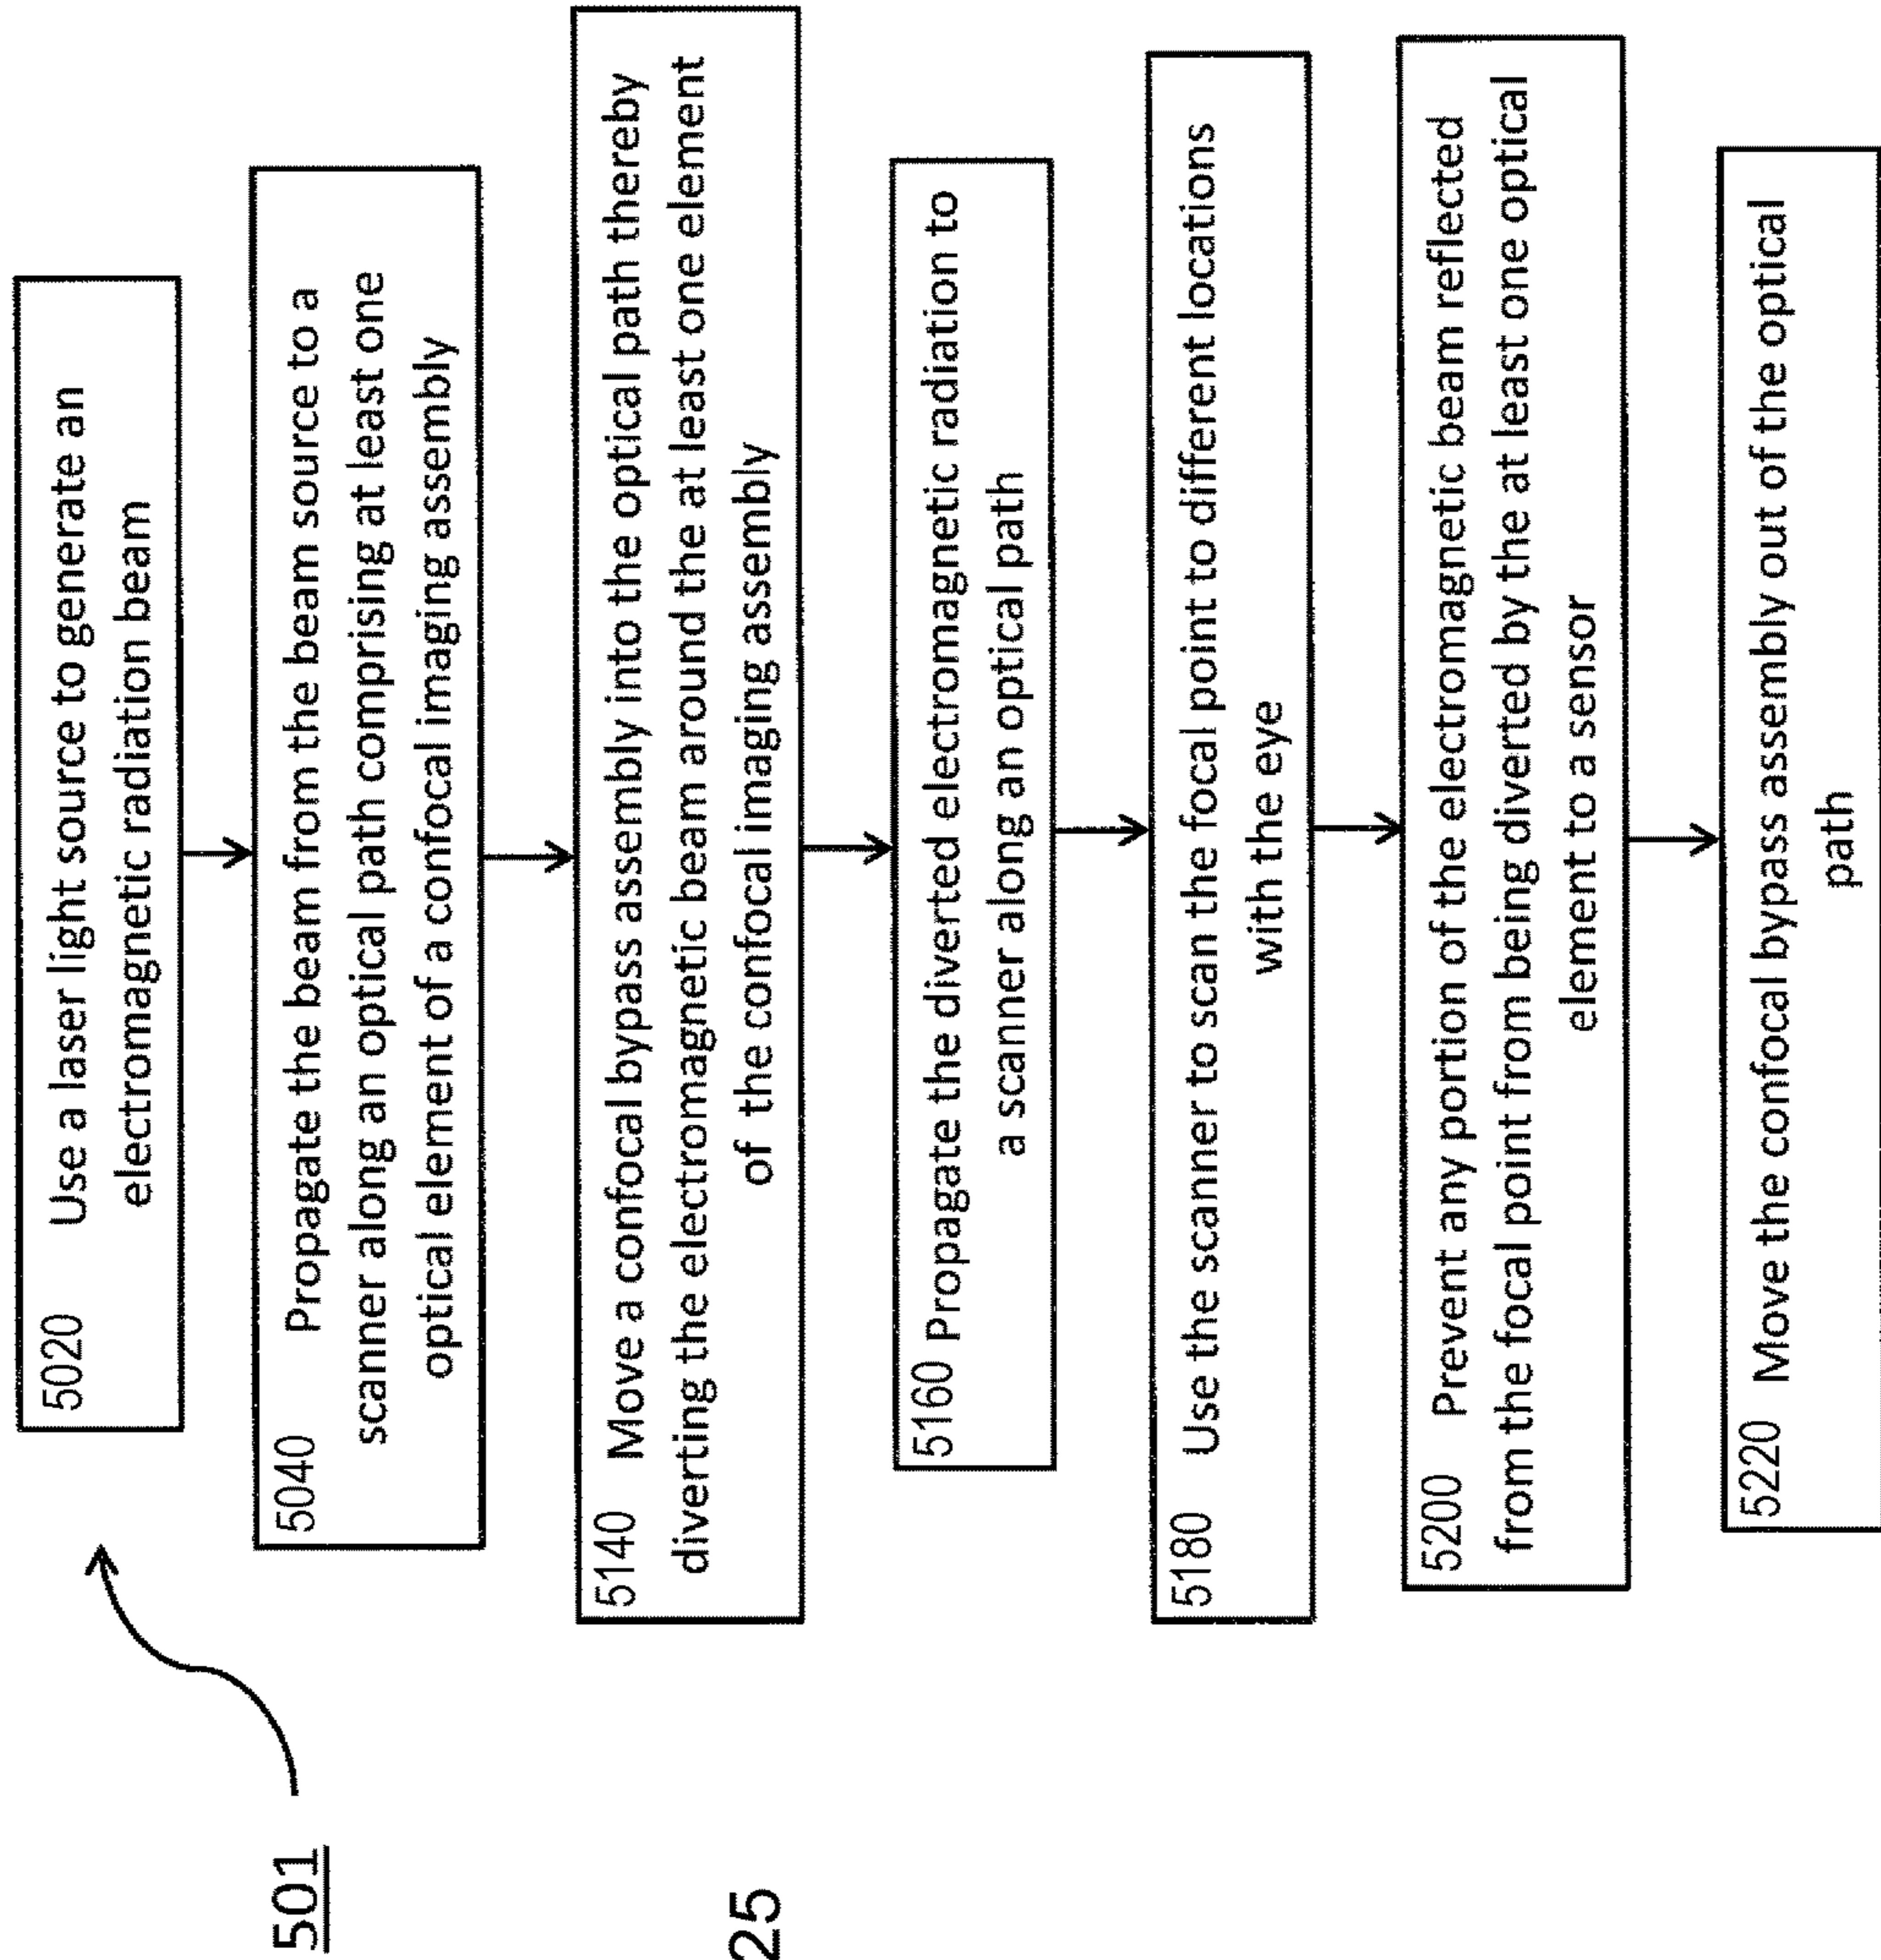 501
25
5020 Use a laser light source to generate an
electromagnetic radiation beam
5040 Propagate the beam from the beam source to a
scanner along an optical path comprising at least one
optical element of a confocal imaging assembly
5140 Move a confocal bypass assembly into the optical path thereby
diverting the electromagnetic beam around the at least one element
of the confocal imaging assembly
5160 Propagate the diverted electromagnetic radiation to
a scanner along an optical path
5180 Use the scanner to scan the focal point to different locations
with the eye
5200 Prevent any portion of the electromagnetic beam reflected
from the focal point from being diverted by the at least one optical
element to a sensor
5220 Move the confocal bypass assembly out of the optical
path